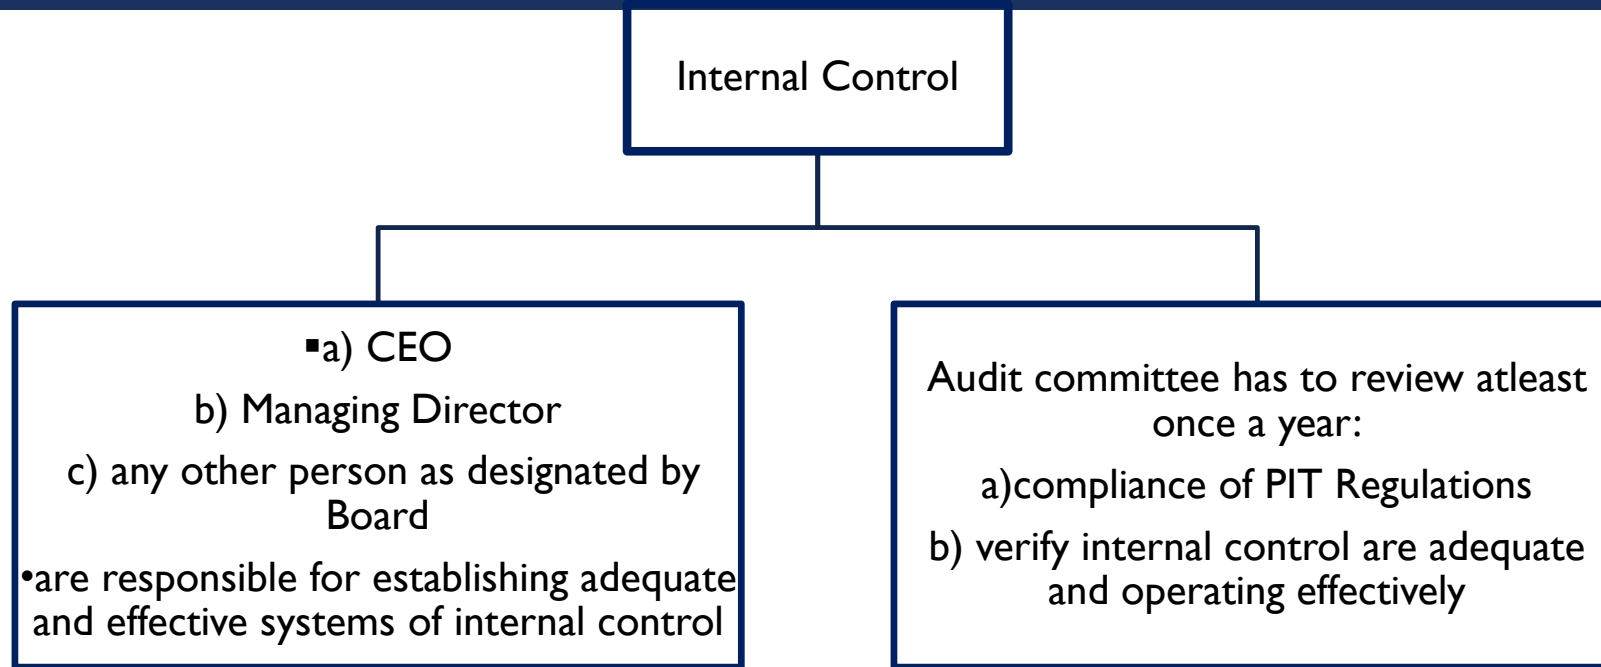 Internal Control
▪a) CEO
b) Managing Director
c) any other person as designated by
Board
•are responsible for establishing adequate
and effective systems of internal control
Audit committee has to review atleast
once a year:
a)compliance of PIT Regulations
b) verify internal control are adequate
and operating effectively